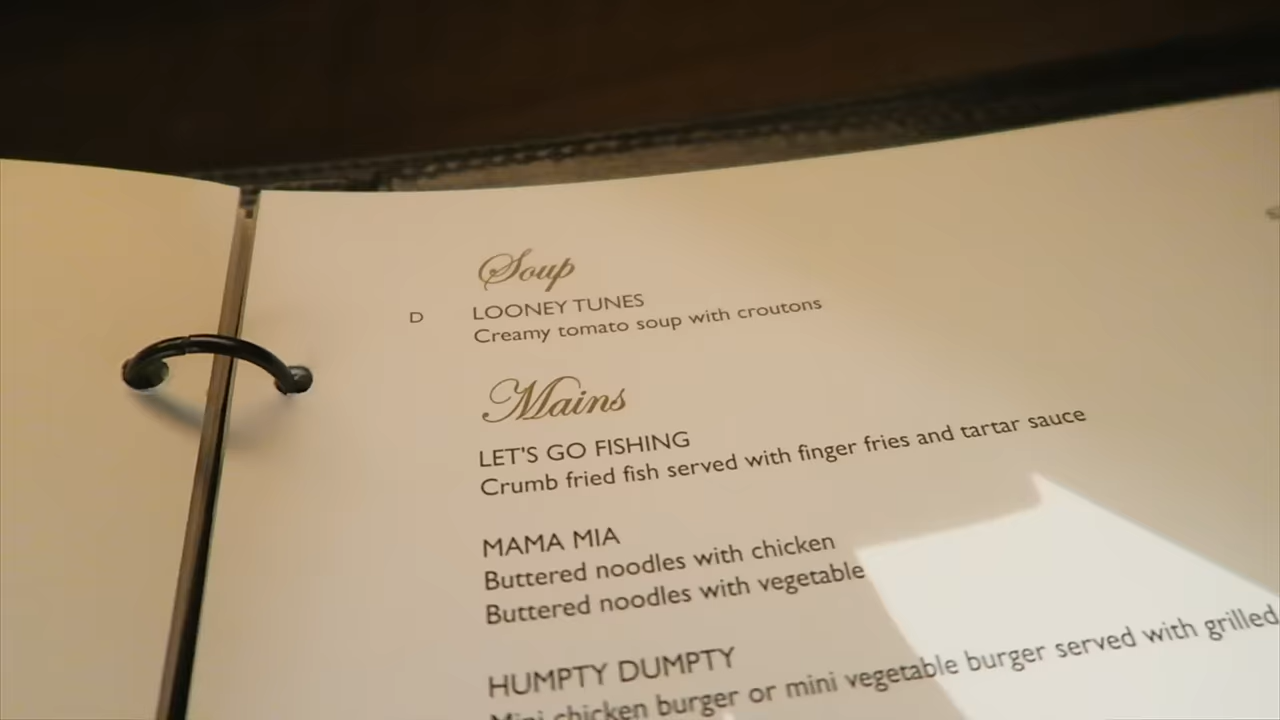 Soup
D LOONEY TUNES
Creamy tomato soup with croutons
Mains
LET'S GO FISHING
Crumb fried fish served with finger fries and tartar sauce
MAMA MIA
Buttered noodles with chicken
Buttered noodles with vegetable
HUMPTY DUMPTY
Mini chicken burger or mini vegetable burger served with grilled